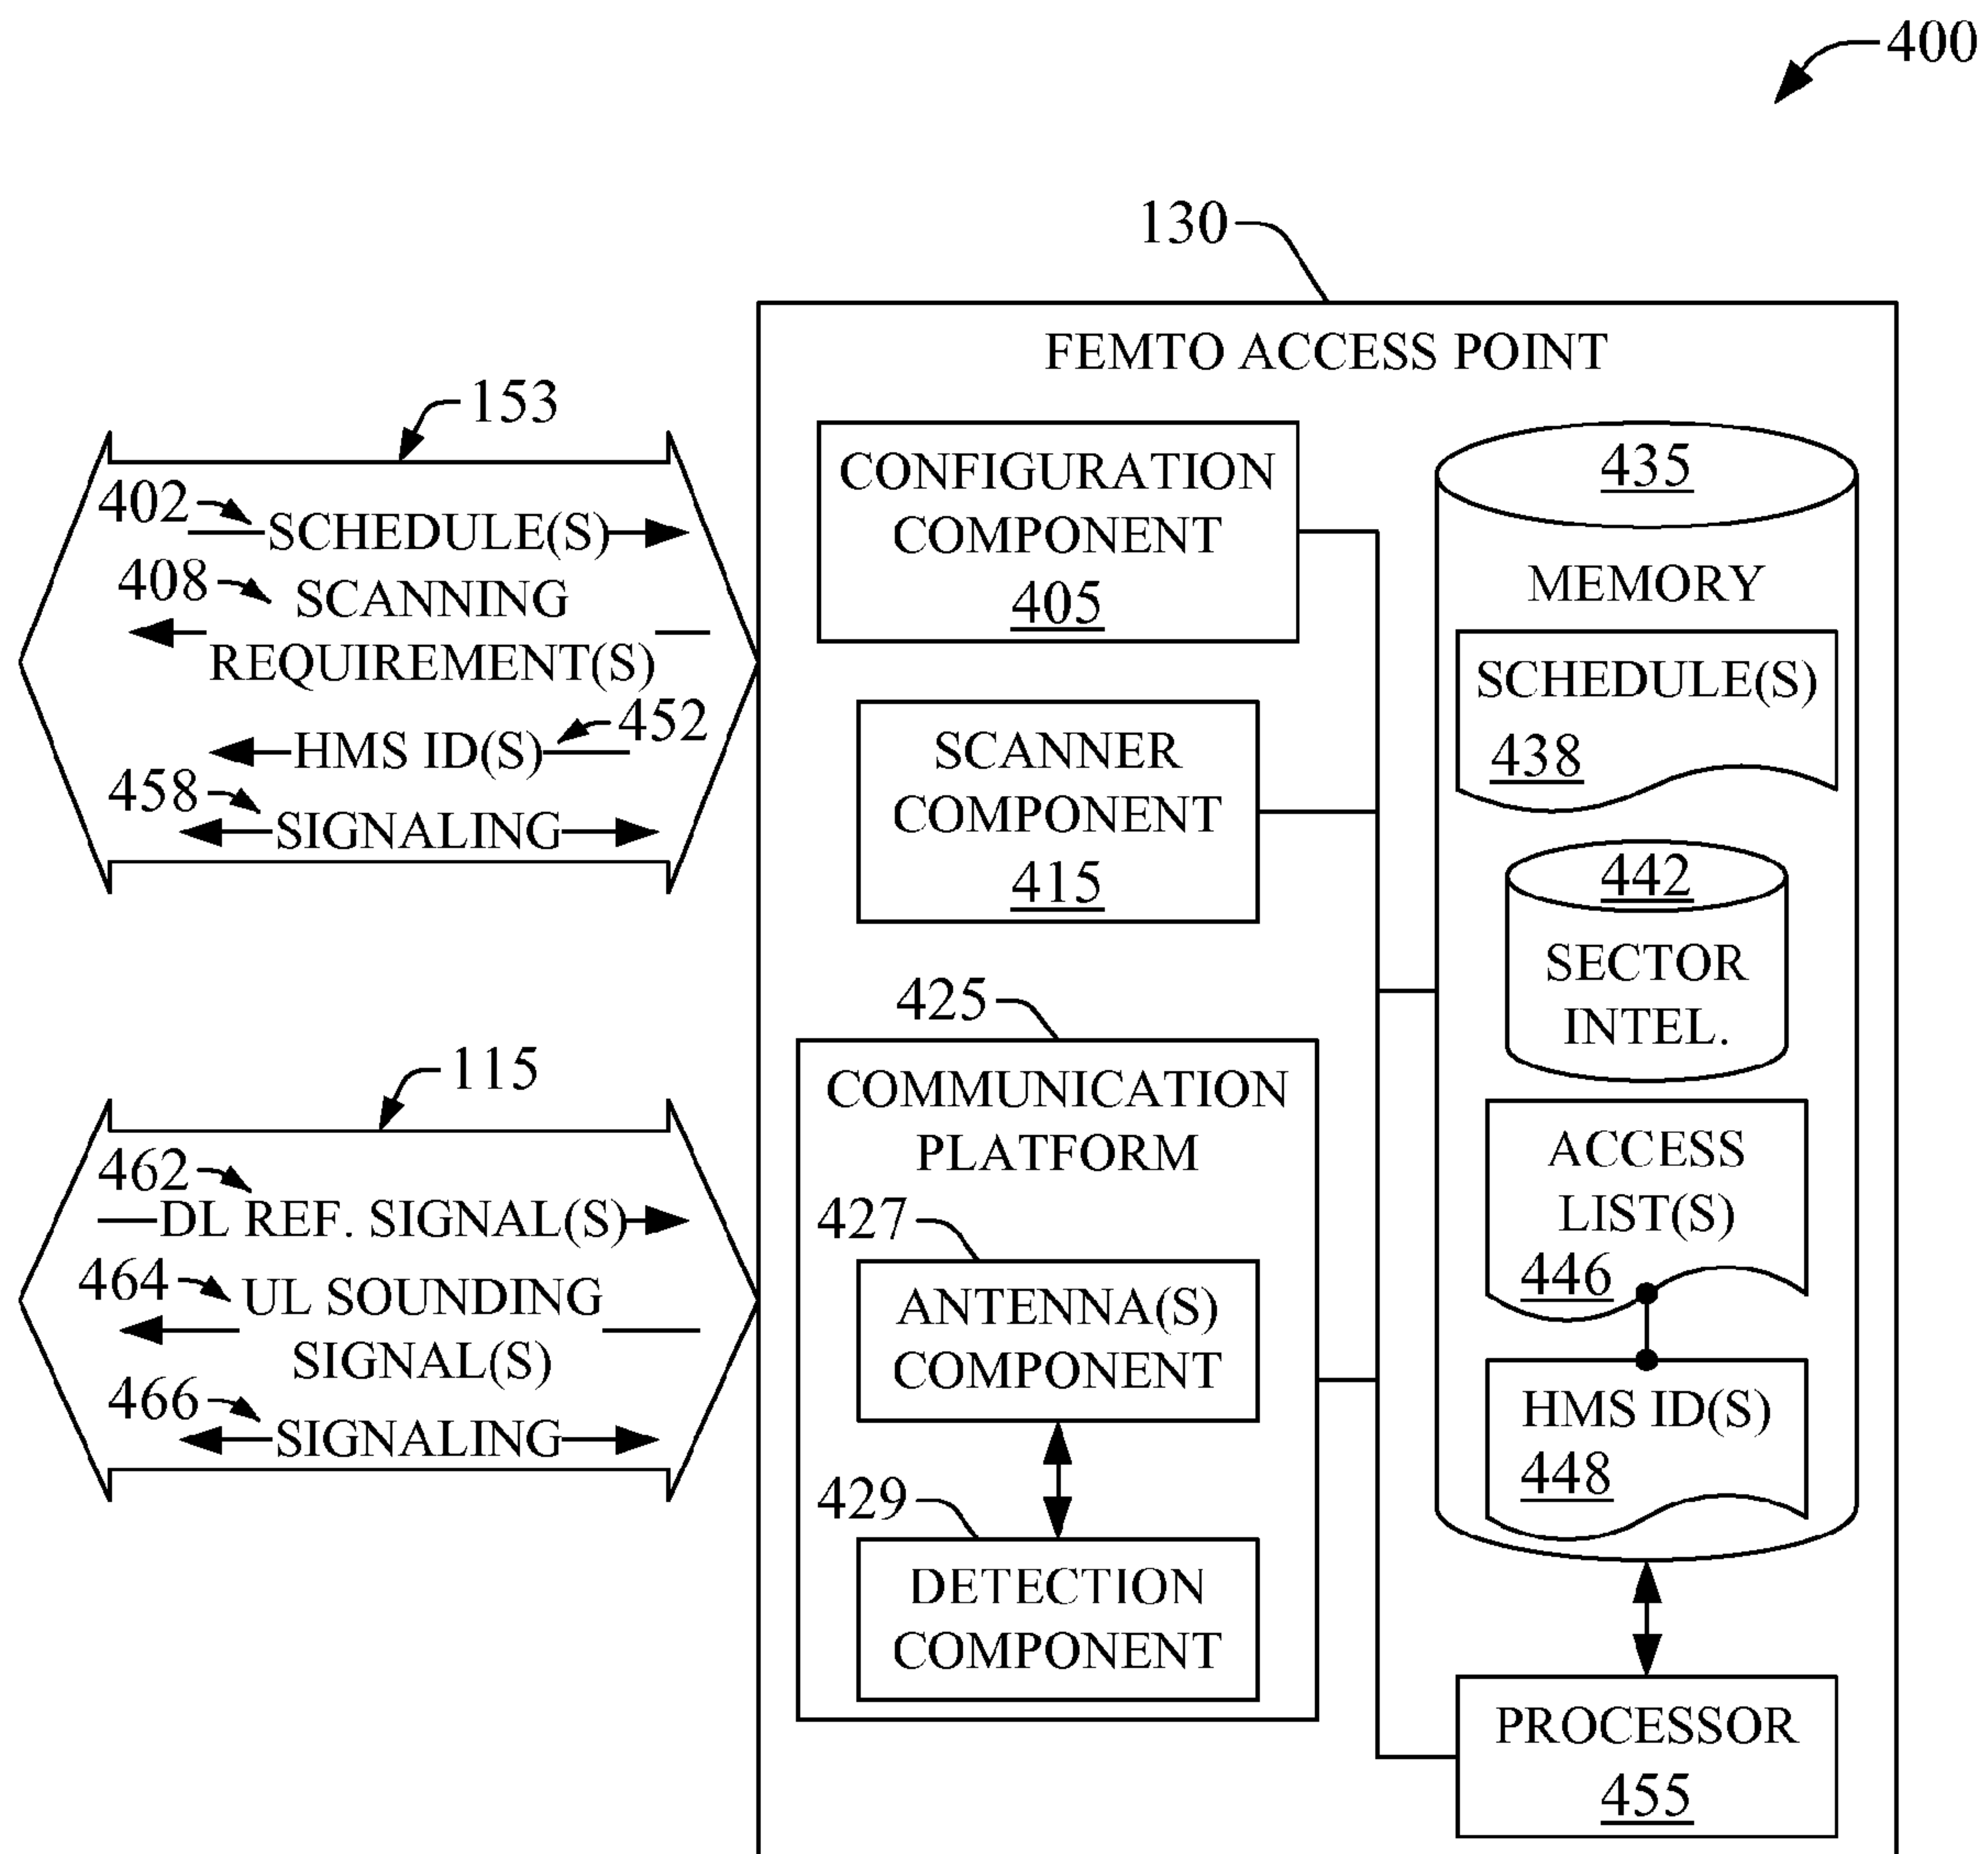 400
130
FEMTO ACCESS POINT
153
402
SCHEDULE(S)
408
SCANNING
REQUIREMENT(S)
452
HMS ID(S)
458
SIGNALING
115
462
DL REF. SIGNAL(S)
464
UL SOUNDING
SIGNAL(S)
466
SIGNALING
CONFIGURATION
COMPONENT
405
SCANNER
COMPONENT
415
425
COMMUNICATION
PLATFORM
427
ANTENNA(S)
COMPONENT
429
DETECTION
COMPONENT
435
MEMORY
SCHEDULE(S)
438
442
SECTOR
INTEL.
ACCESS
LIST(S)
446
HMS ID(S)
448
PROCESSOR
455